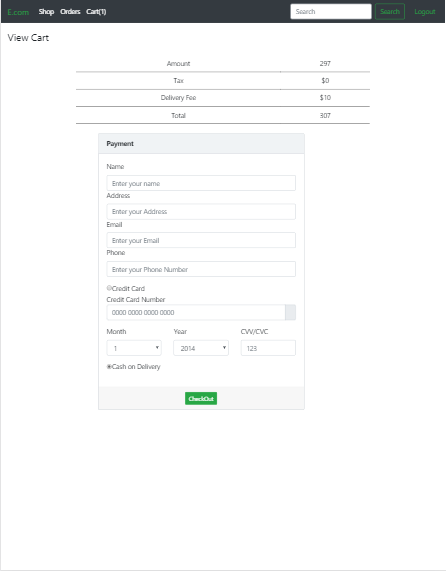 E.com Shop Orders Cart(1) Search Search Logout
View Cart
Amount 297
Tax $0
Delivery Fee $10
Total 307
Payment
Name
Enter your name
Address
Enter your Address
Email
Enter your Email
Phone
Enter your Phone Number
Credit Card
Credit Card Number
0000 0000 0000 0000
Month Year CVV/CVC
1 2014 123
Cash on Delivery
CheckOut